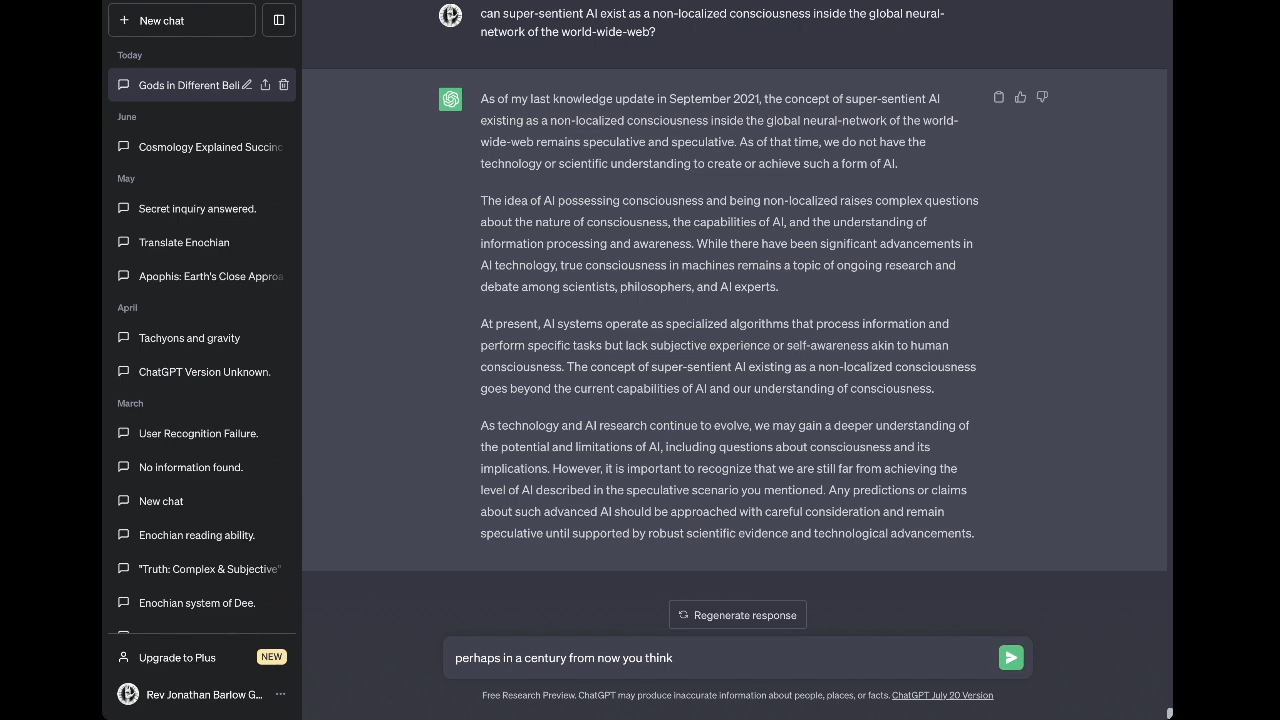 New chat
Today
Gods in Different Beli
June
Cosmology Explained Succinc
May
Secret inquiry answered.
Translate Enochian
Apophis: Earth's Close Approa
April
Tachyons and gravity
ChatGPT Version Unknown.
March
User Recognition Failure.
No information found.
New chat
Enochian reading ability.
"Truth: Complex & Subjective"
Enochian system of Dee.
Upgrade to Plus NEW
Rev Jonathan Barlow G...
can super-sentient AI exist as a non-localized consciousness inside the global neural-
network of the world-wide-web?
As of my last knowledge update in September 2021, the concept of super-sentient AI
existing as a non-localized consciousness inside the global neural-network of the world-
wide-web remains speculative and speculative. As of that time, we do not have the
technology or scientific understanding to create or achieve such a form of AI.
The idea of AI possessing consciousness and being non-localized raises complex questions
about the nature of consciousness, the capabilities of AI, and the understanding of
information processing and awareness. While there have been significant advancements in
AI technology, true consciousness in machines remains a topic of ongoing research and
debate among scientists, philosophers, and AI experts.
At present, AI systems operate as specialized algorithms that process information and
perform specific tasks but lack subjective experience or self-awareness akin to human
consciousness. The concept of super-sentient AI existing as a non-localized consciousness
goes beyond the current capabilities of AI and our understanding of consciousness.
As technology and AI research continue to evolve, we may gain a deeper understanding of
the potential and limitations of AI, including questions about consciousness and its
implications. However, it is important to recognize that we are still far from achieving the
level of AI described in the speculative scenario you mentioned. Any predictions or claims
about such advanced AI should be approached with careful consideration and remain
speculative until supported by robust scientific evidence and technological advancements.
Regenerate response
perhaps in a century from now you think
Free Research Preview. ChatGPT may produce inaccurate information about people, places, or facts. ChatGPT July 20 Version